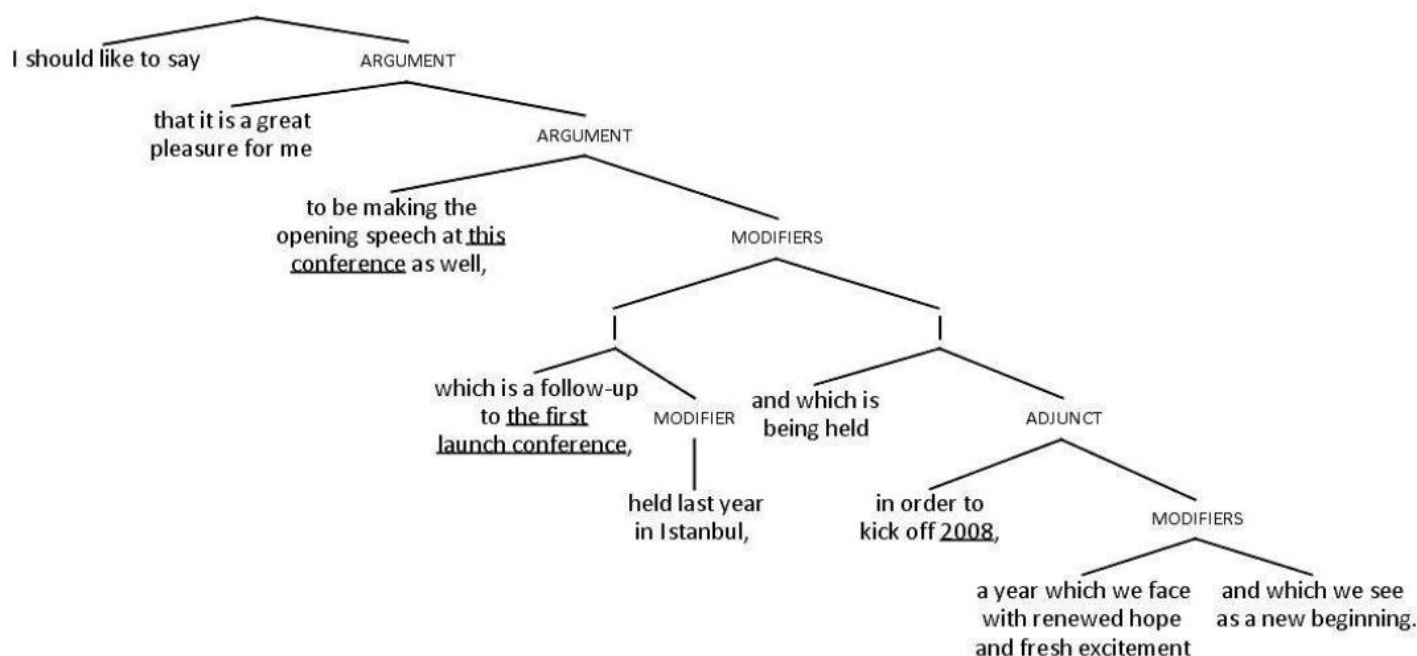 I should like to say
ARGUMENT
that it is a great
pleasure for me
ARGUMENT
to be making the
opening speech at this
conference as well,
MODIFIERS
which is a follow-up
to the first
launch conference,
MODIFIER
held last year
in Istanbul,
and which is
being held
ADJUNCT
in order to
kick off 2008,
MODIFIERS
a year which we face
with renewed hope
and fresh excitement
and which we see
as a new beginning.